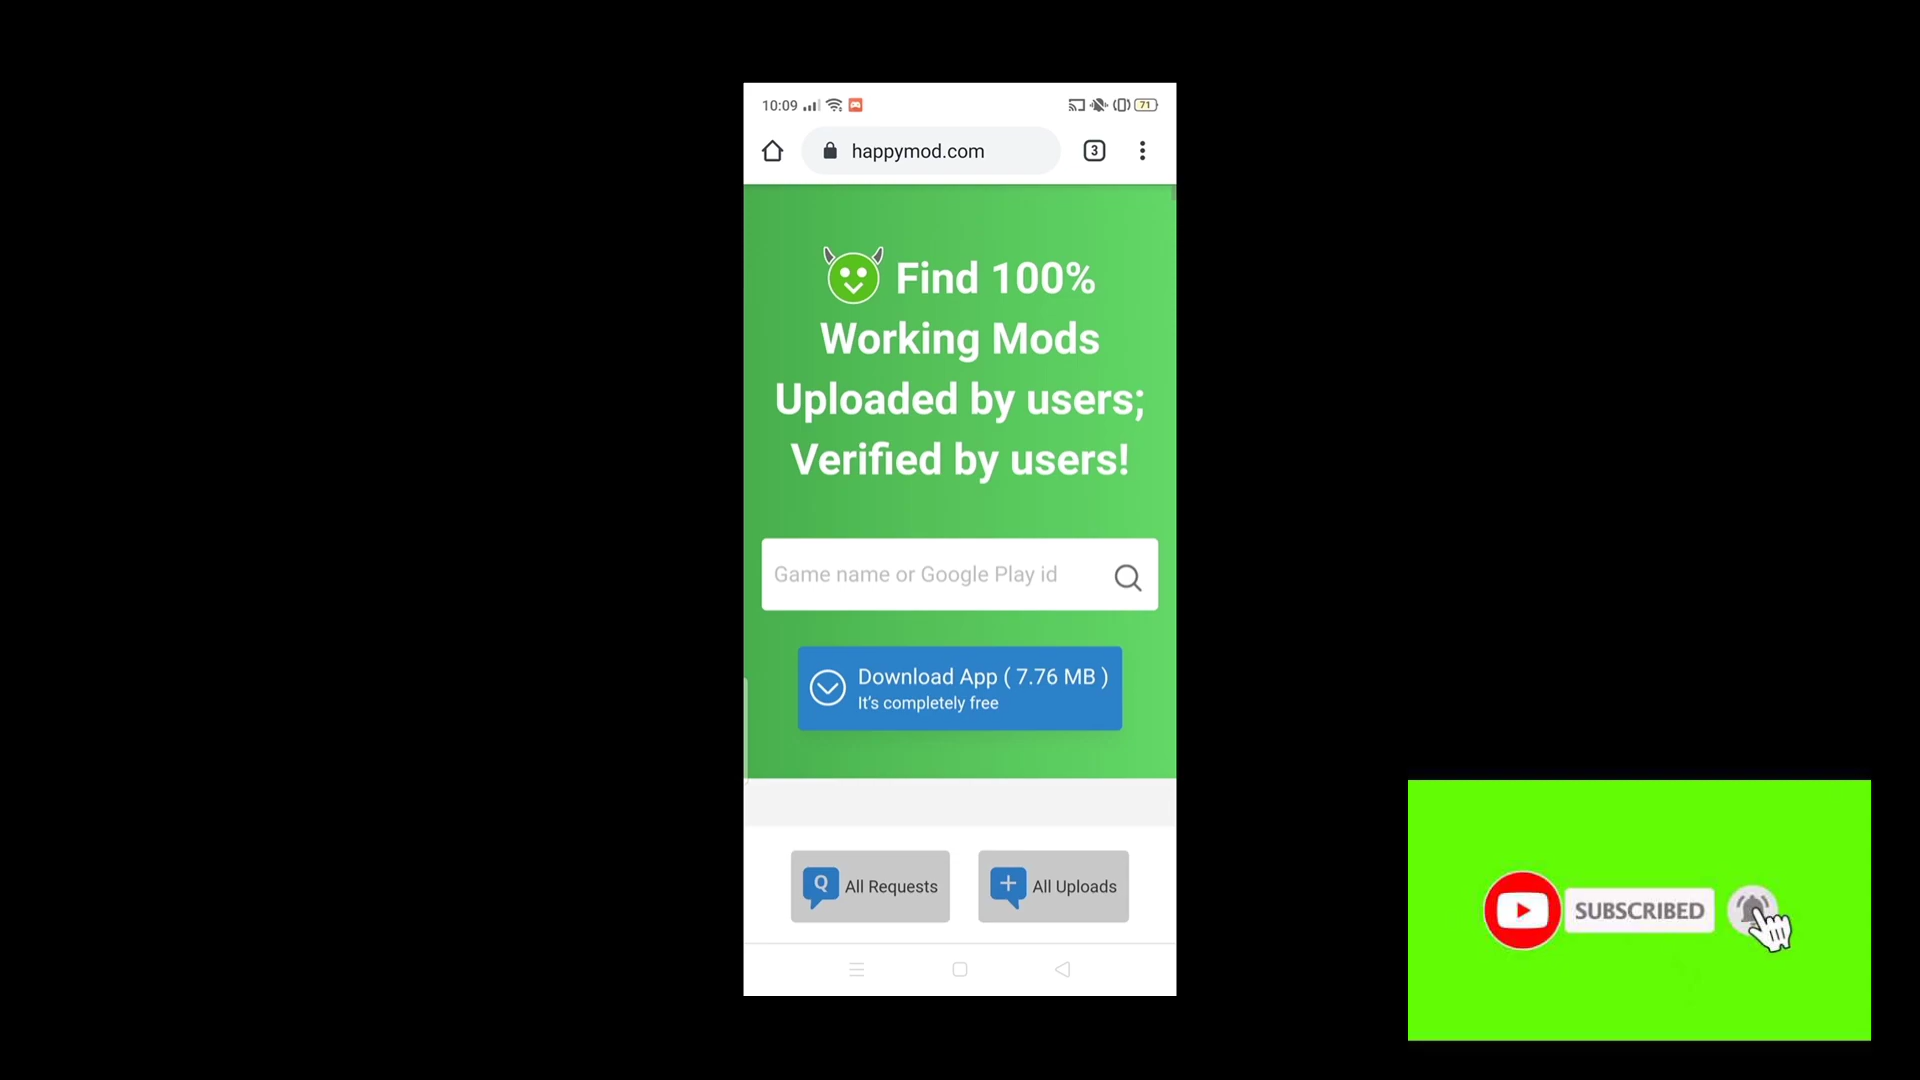 10:09
71
happymod.com
3
Find 100%
Working Mods
Uploaded by users;
Verified by users!
Game name or Google Play id
Download App ( 7.76 MB )
It's completely free
Q All Requests
All Uploads
SUBSCRIBED